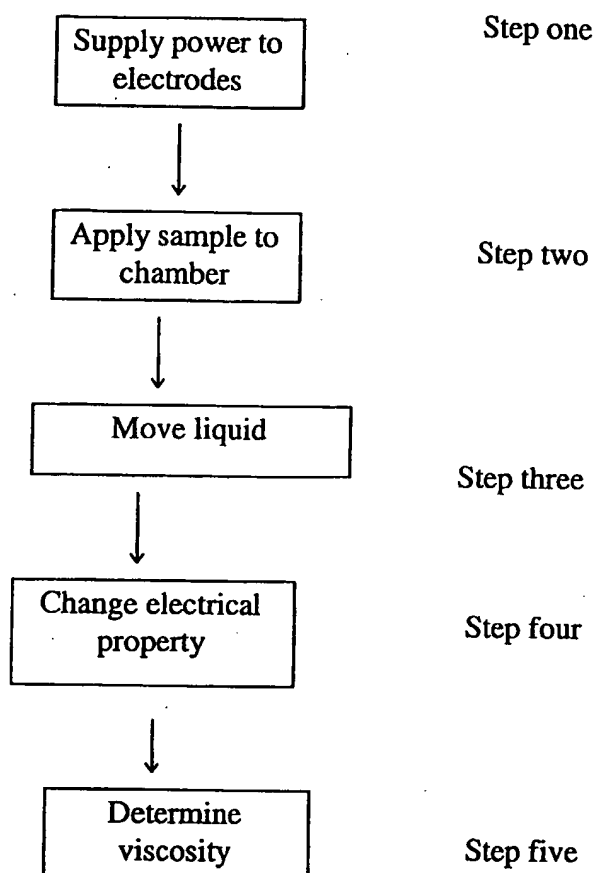 Supply power to
electrodes
Step one
Apply sample to
chamber
Step two
Move liquid
Step three
Change electrical
property
Step four
Determine
viscosity
Step five